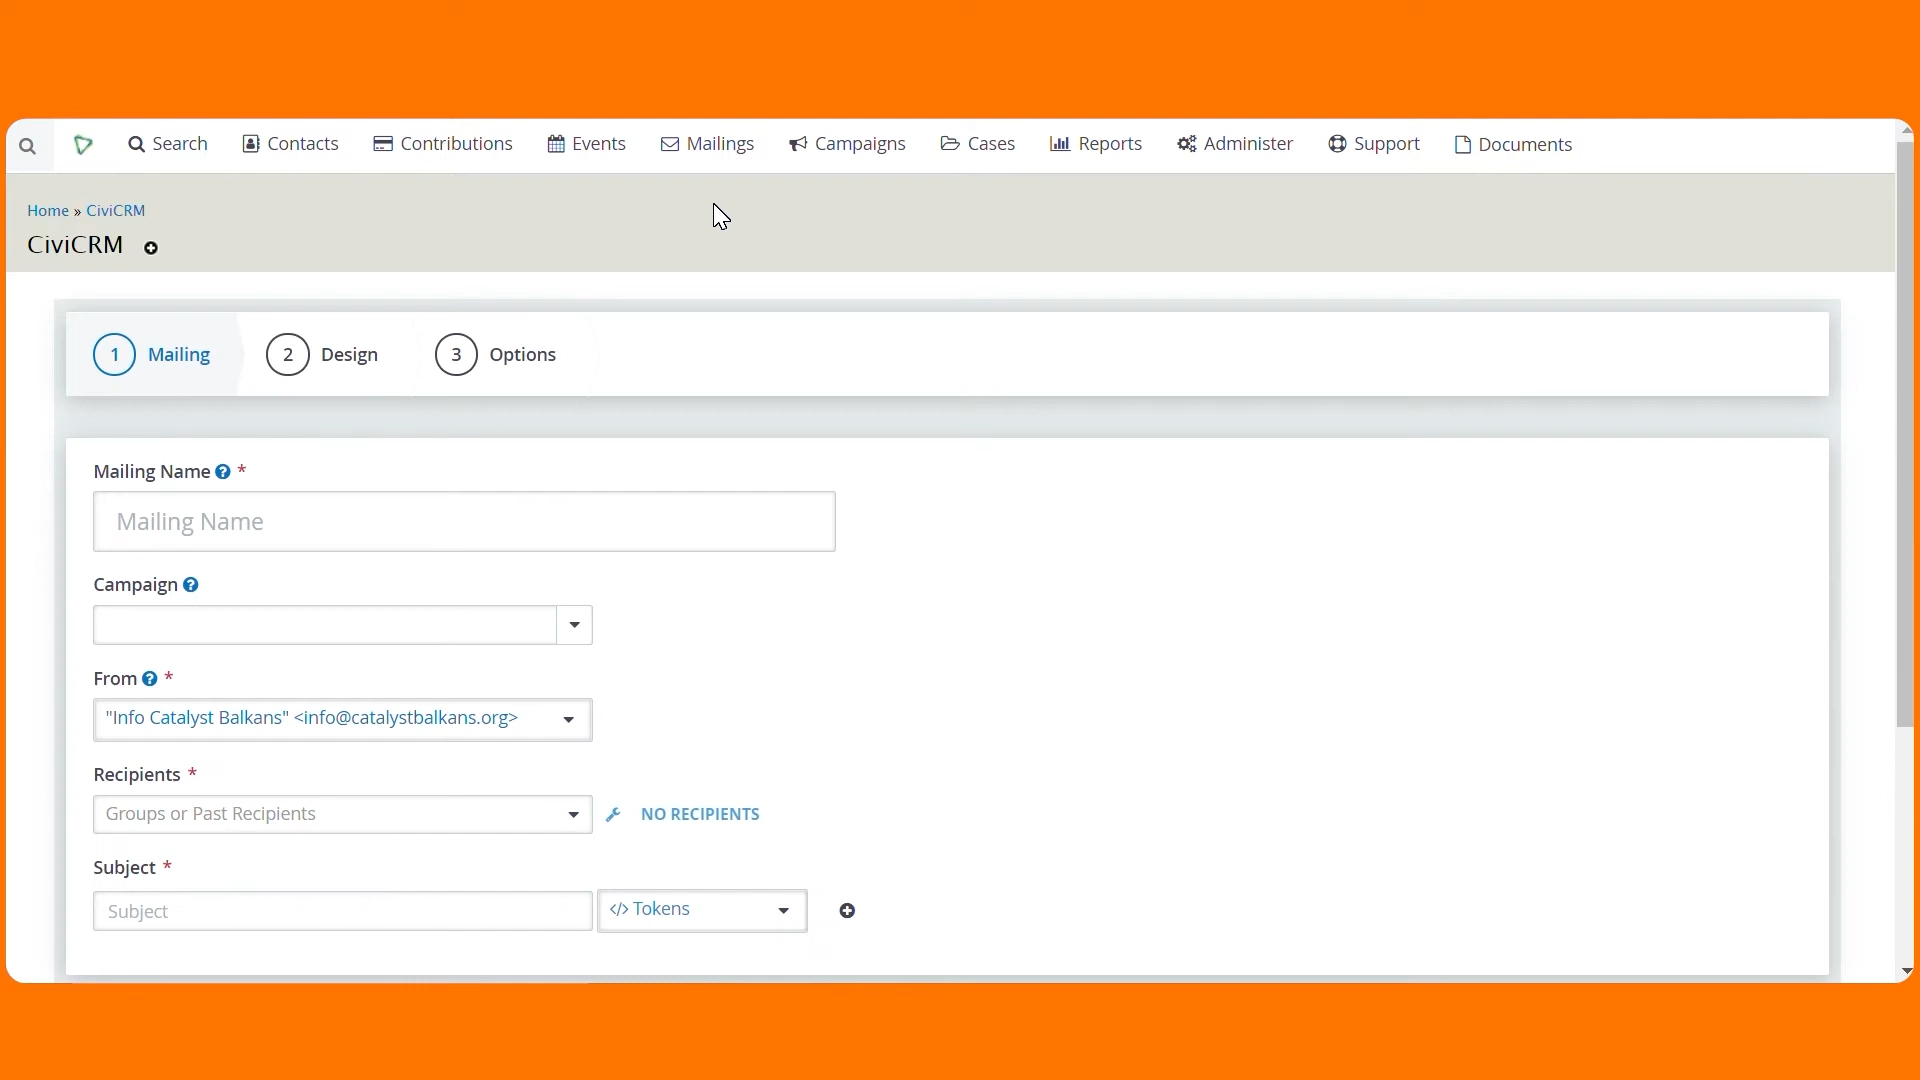 Search Contacts Contributions Events Mailings Campaigns Cases Reports Administer Support Documents
Home » CiviCRM
CiviCRM
1 Mailing 2 Design 3 Options
Mailing Name ? *
Mailing Name
Campaign ?
From ? *
"Info Catalyst Balkans" <info@catalystbalkans.org>
Recipients *
Groups or Past Recipients NO RECIPIENTS
Subject *
Subject </> Tokens